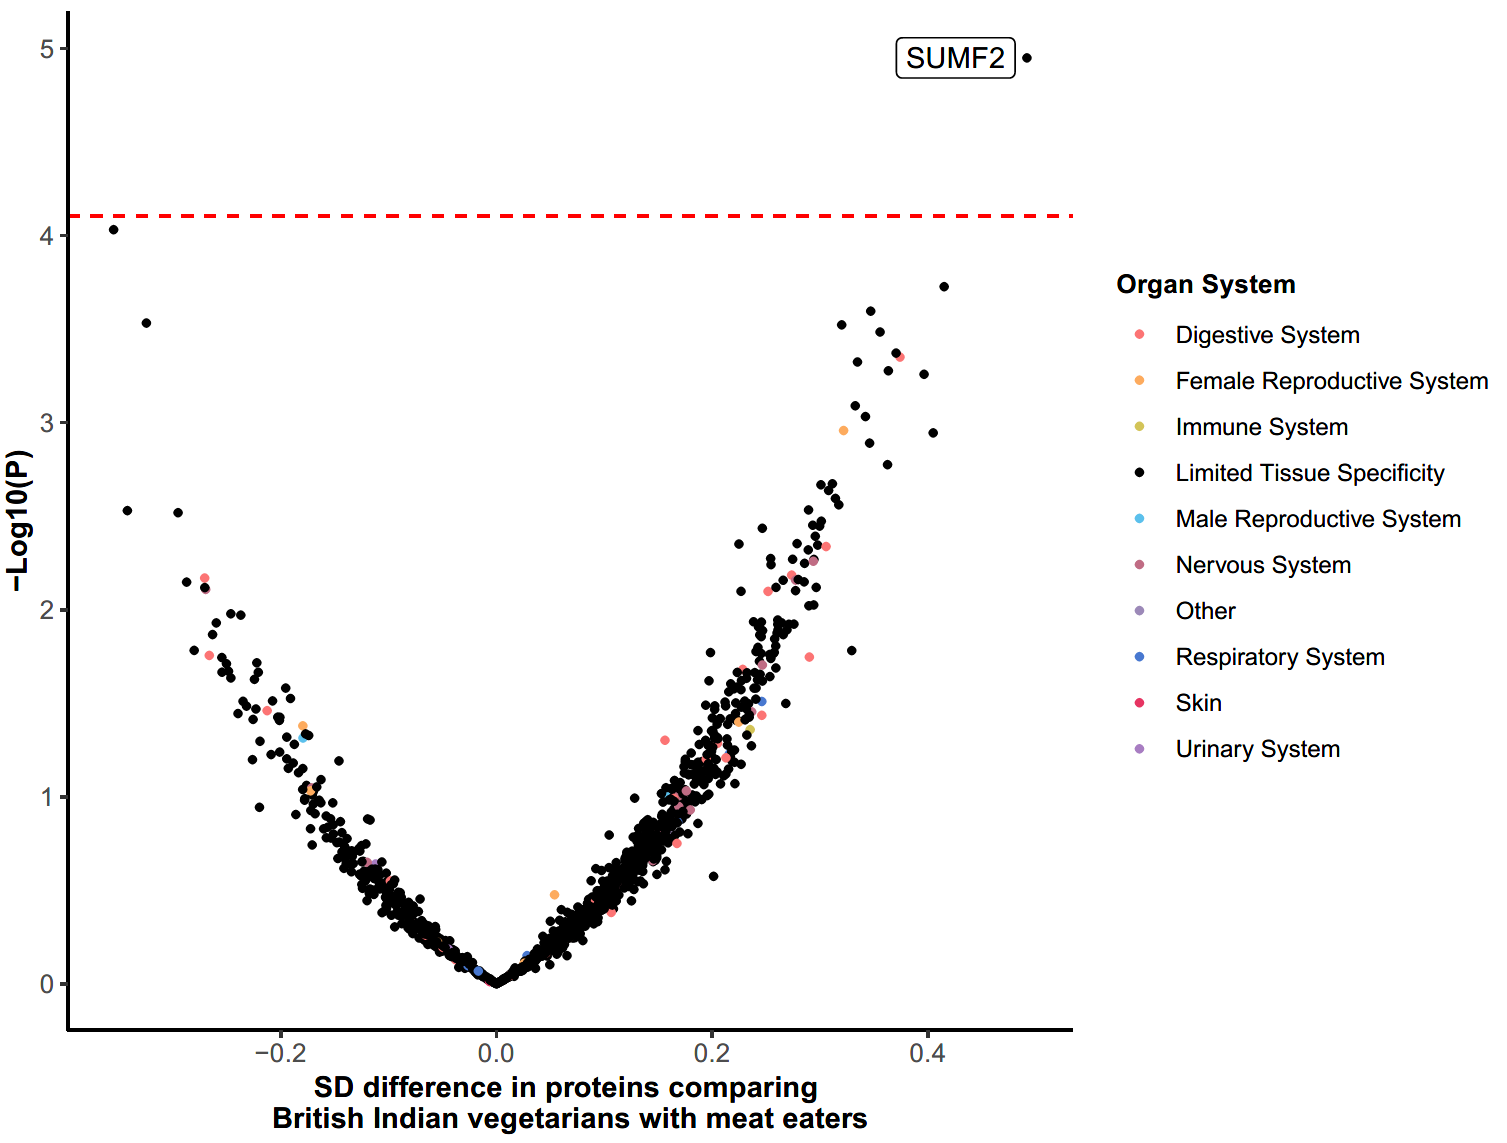 5
SUMF2
4
3
2
1
0
−Log10(P)
−0.2 0.0 0.2 0.4
SD difference in proteins comparing
British Indian vegetarians with meat eaters
Organ System
Digestive System
Female Reproductive System
Immune System
Limited Tissue Specificity
Male Reproductive System
Nervous System
Other
Respiratory System
Skin
Urinary System